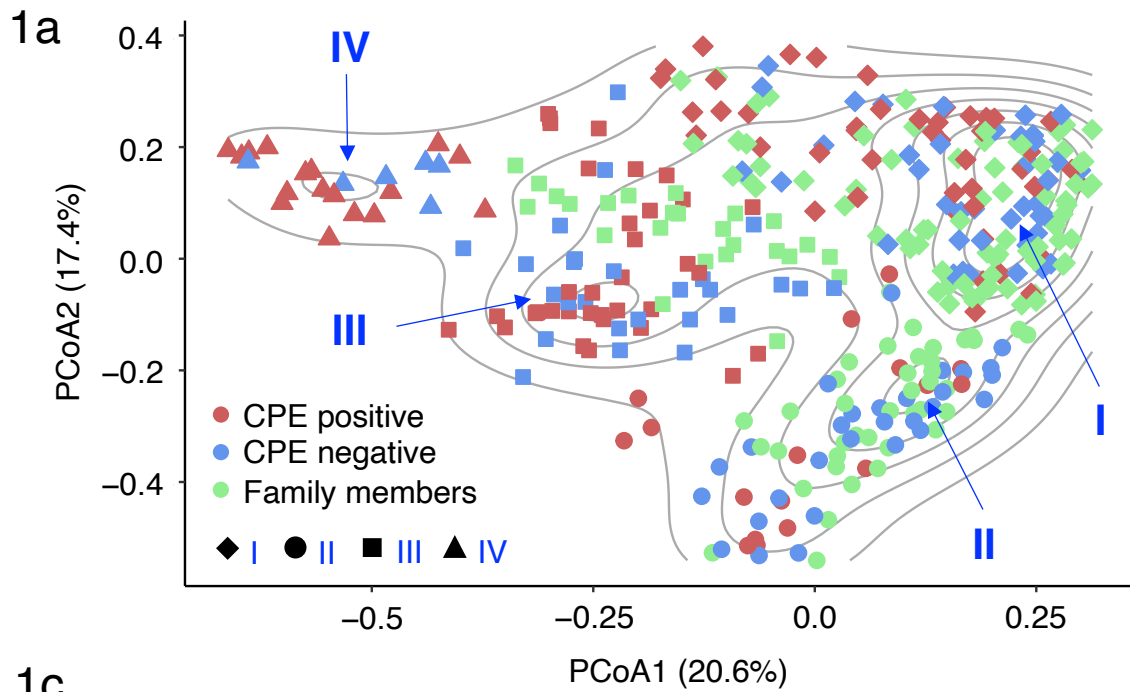 1a
IV
0.4
0.2
0.0
−0.2
−0.4
PCoA2 (17.4%)
III
I
II
CPE positive
CPE negative
Family members
I II III IV
−0.5 −0.25 0.0 0.25
PCoA1 (20.6%)
1c